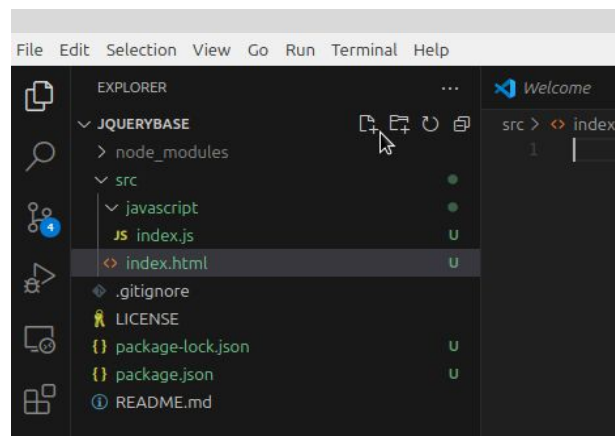 File Edit Selection View Go Run Terminal Help
EXPLORER
Welcome
JQUERYBASE
src > index
node_modules
1
src
javascript
JS index.js U
4
index.html U
.gitignore
LICENSE
{} package-lock.json U
{} package.json U
README.md